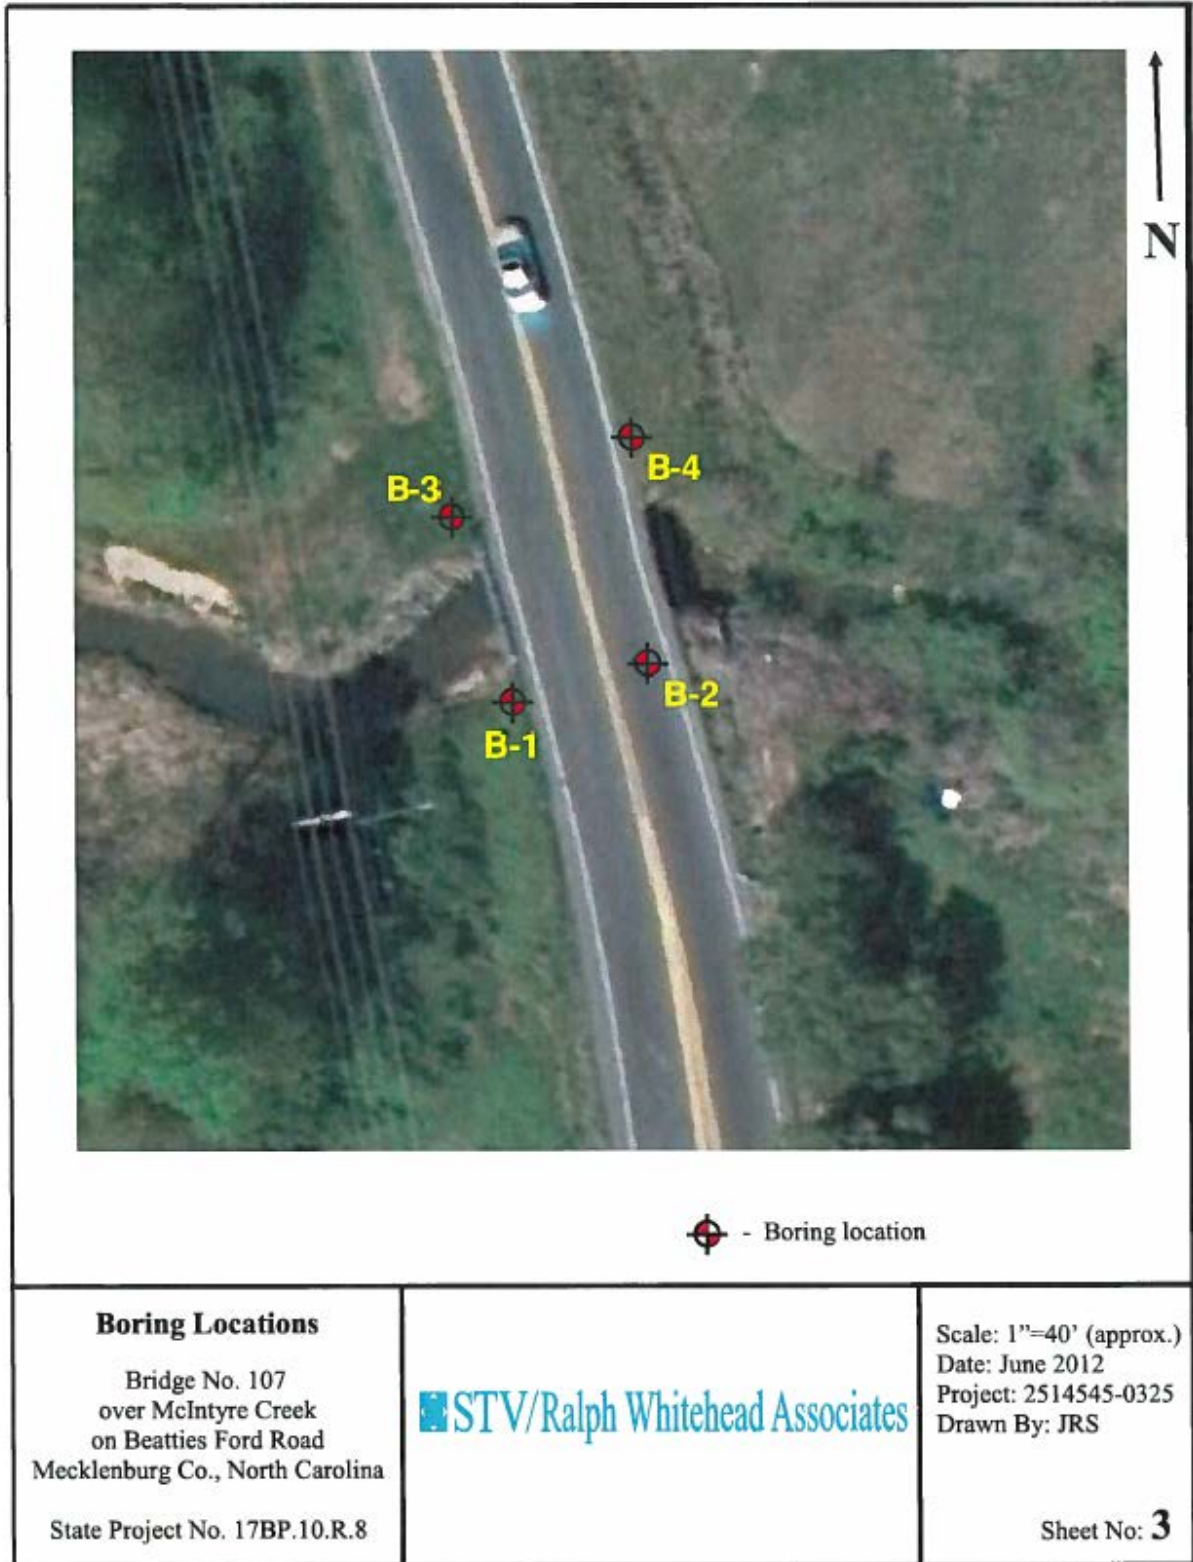 N
B-4
B-3
B-2
B-1
- Boring location
Boring Locations
Bridge No. 107
over McIntyre Creek
on Beatties Ford Road
Mecklenburg Co., North Carolina
State Project No. 17BP.10.R.8
STV/Ralph Whitehead Associates
Scale: 1”=40’ (approx.)
Date: June 2012
Project: 2514545-0325
Drawn By: JRS
Sheet No: 3